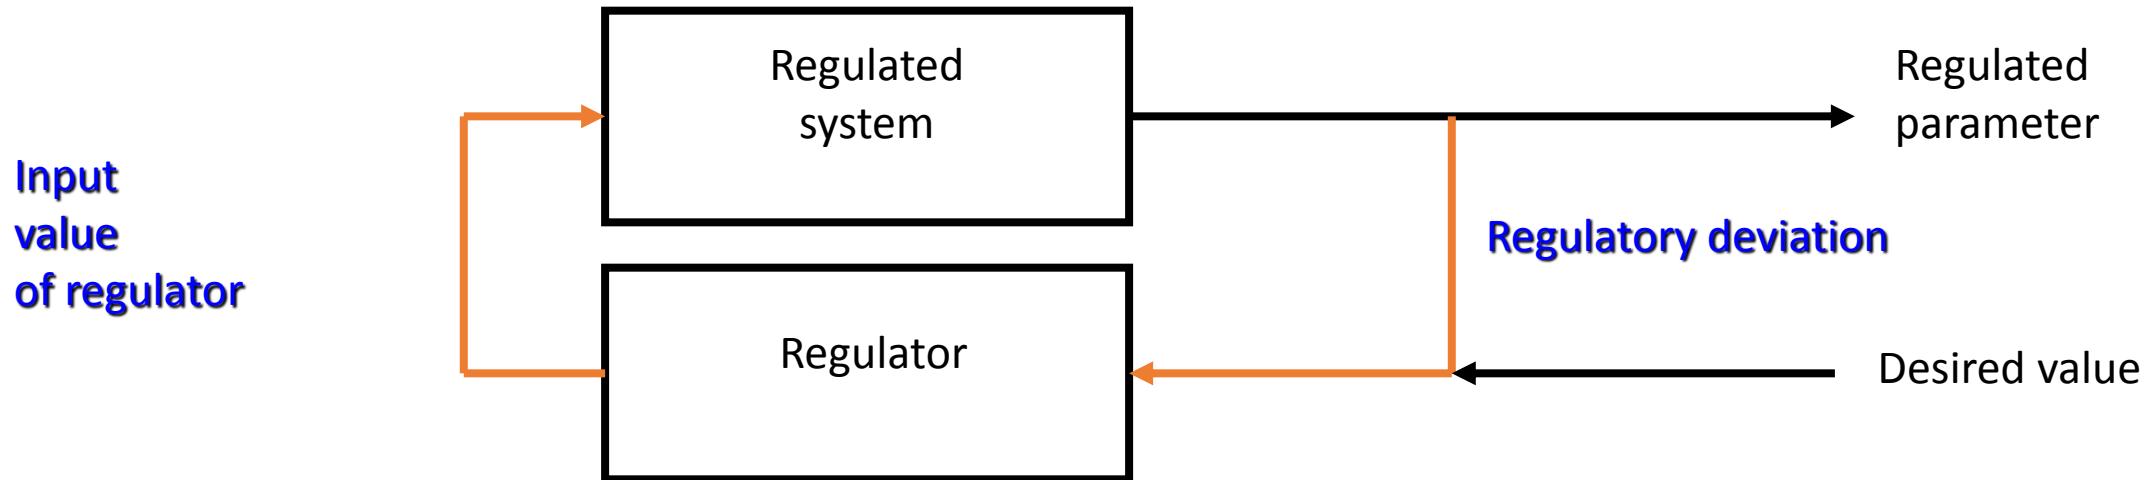 Regulated
system
Regulated
parameter
Input
value
of regulator
Regulatory deviation
Regulator
Desired value